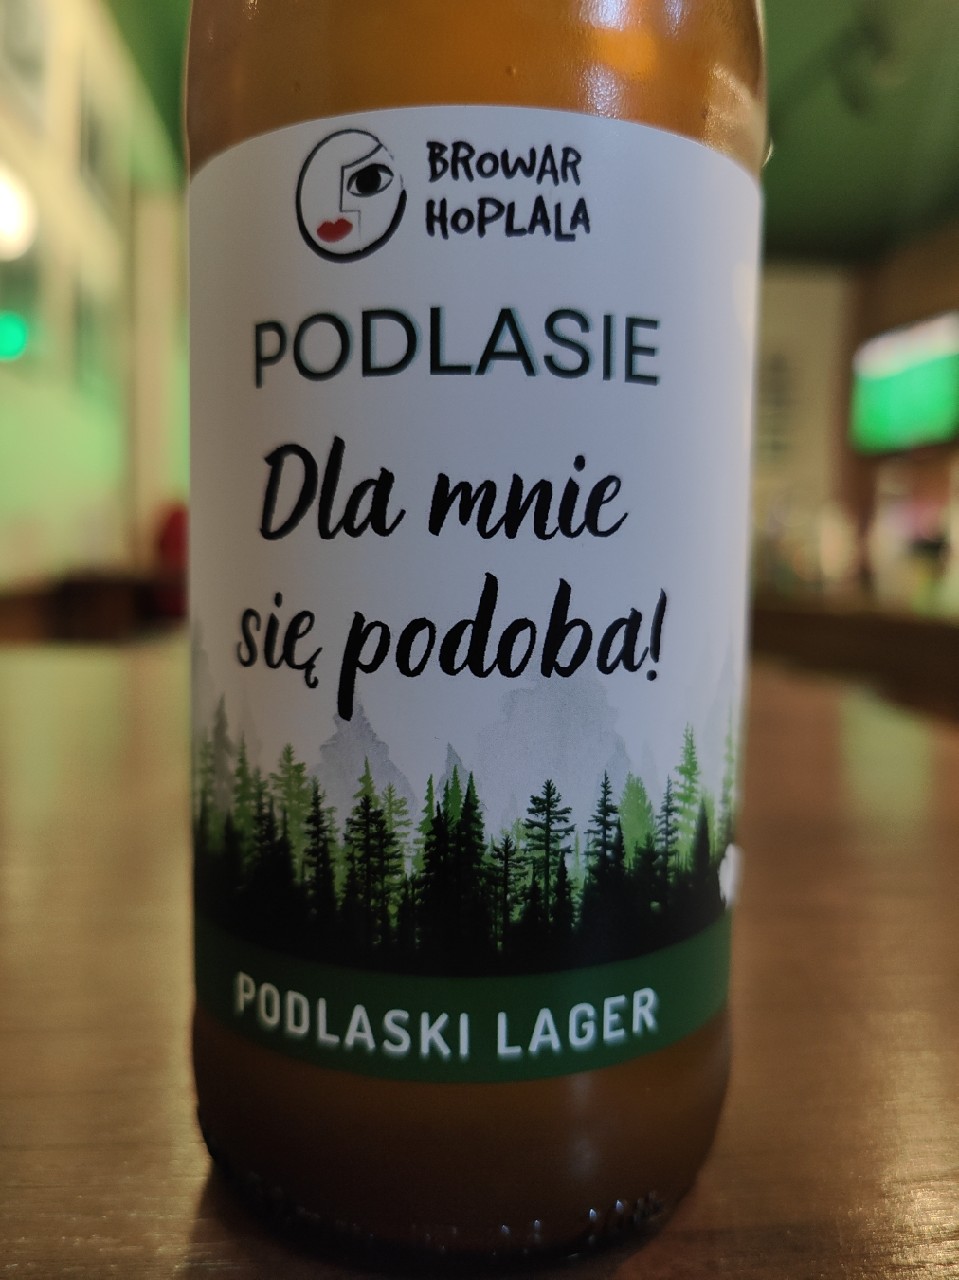 BROWAR
HOPLALA
PODLASIE
Dla mnie
się podoba!
PODLASKI LAGER